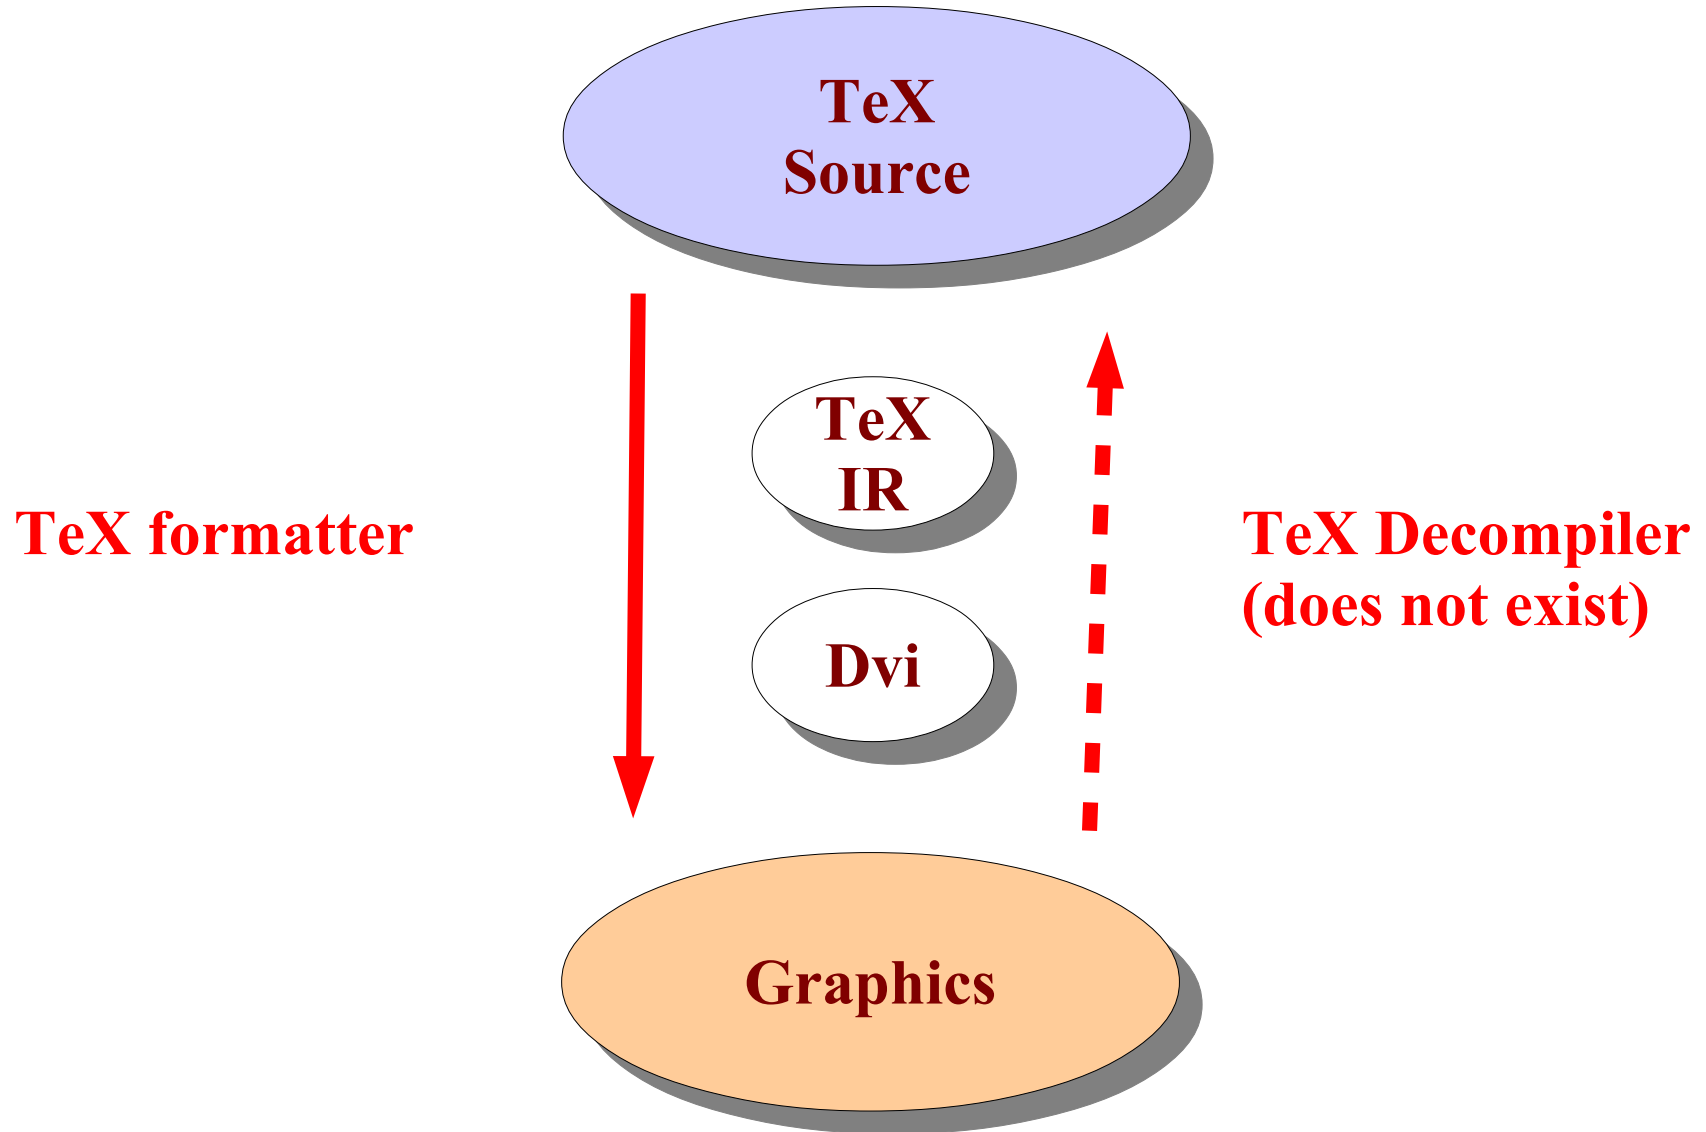 TeX
Source
TeX
IR
TeX formatter
TeX Decompiler
(does not exist)
Dvi
Graphics